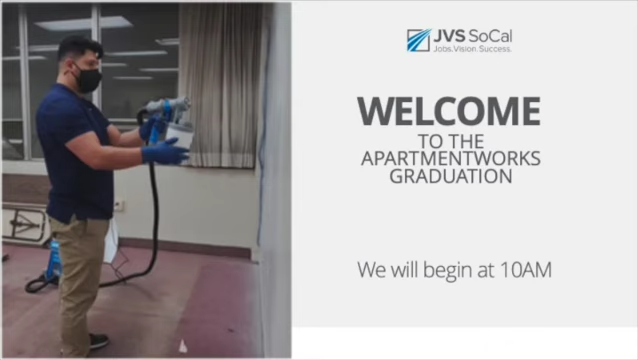 JVS SoCal
Jobs.Vision.Success.
WELCOME
TO THE
APARTMENTWORKS
GRADUATION
We will begin at 10AM